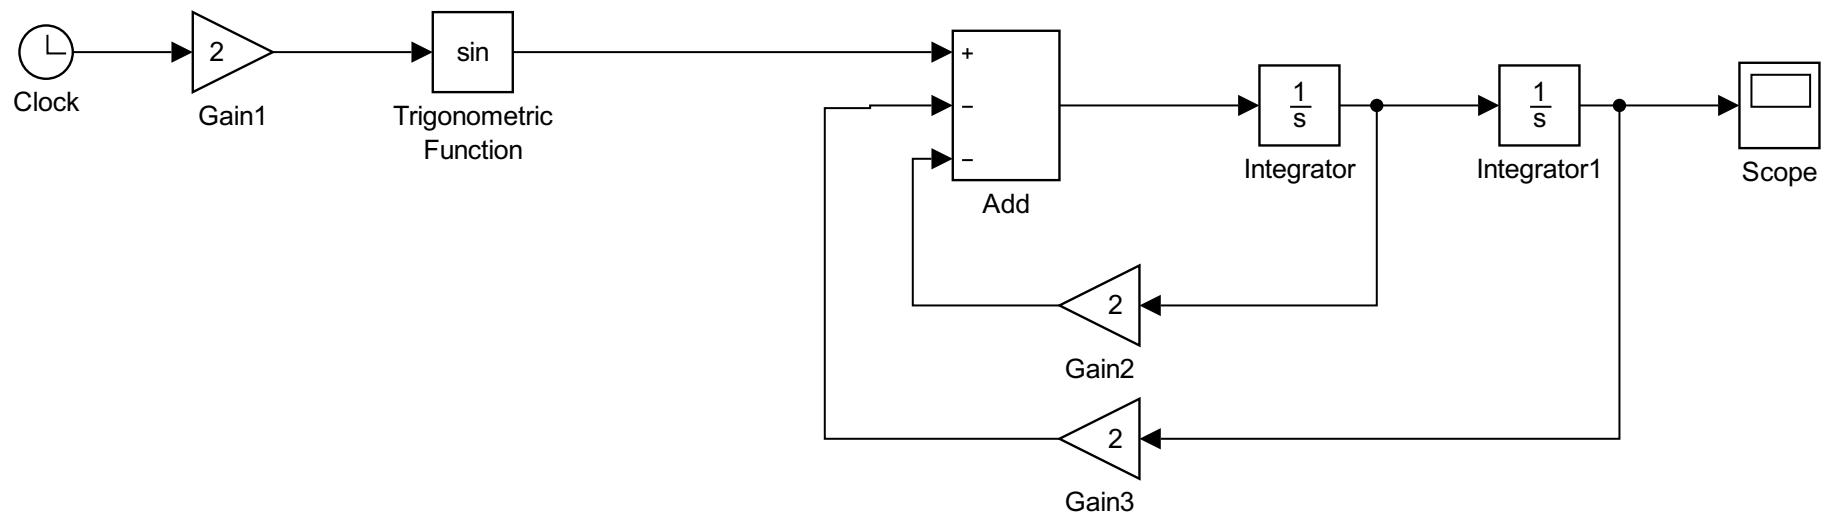 2
sin
+
−
−
1
s
1
s
Clock
Gain1
Trigonometric
Function
Add
Integrator
Integrator1
Scope
2
Gain2
2
Gain3